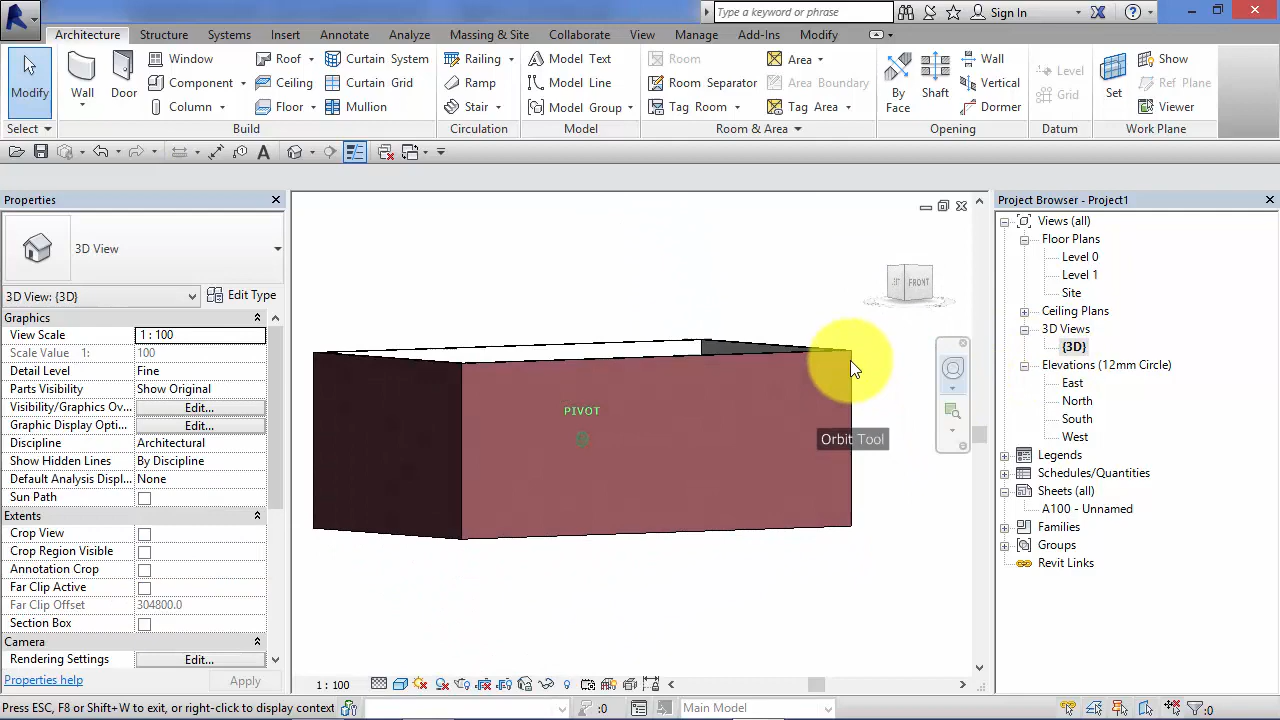 Type a keyword or phrase
Sign In
Architecture Structure Systems Insert Annotate Analyze Massing & Site Collaborate View Manage Add-Ins Modify
Modify
Wall
Door
Window
Component
Column
Roof
Ceiling
Floor
Curtain System
Curtain Grid
Mullion
Railing
Ramp
Stair
Model Text
Model Line
Model Group
Room
Room Separator
Tag Room
Area
Area Boundary
Tag Area
By Face
Shaft
Wall
Vertical
Dormer
Level
Grid
Set
Show
Ref Plane
Viewer
Select Build Circulation Model Room & Area Opening Datum Work Plane
Properties
3D View
3D View: {3D} Edit Type
Graphics
View Scale 1 : 100
Scale Value 1: 100
Detail Level Fine
Parts Visibility Show Original
Visibility/Graphics Ov... Edit...
Graphic Display Opti... Edit...
Discipline Architectural
Show Hidden Lines By Discipline
Default Analysis Displ... None
Sun Path
Extents
Crop View
Crop Region Visible
Annotation Crop
Far Clip Active
Far Clip Offset 304800.0
Section Box
Camera
Rendering Settings Edit...
Properties help Apply
FRONT
PIVOT
Orbit Tool
1 : 100
Project Browser - Project1
Views (all)
Floor Plans
Level 0
Level 1
Site
Ceiling Plans
3D Views
{3D}
Elevations (12mm Circle)
East
North
South
West
Legends
Schedules/Quantities
Sheets (all)
A100 - Unnamed
Families
Groups
Revit Links
Press ESC, F8 or Shift+W to exit, or right-click to display context :0 Main Model :0